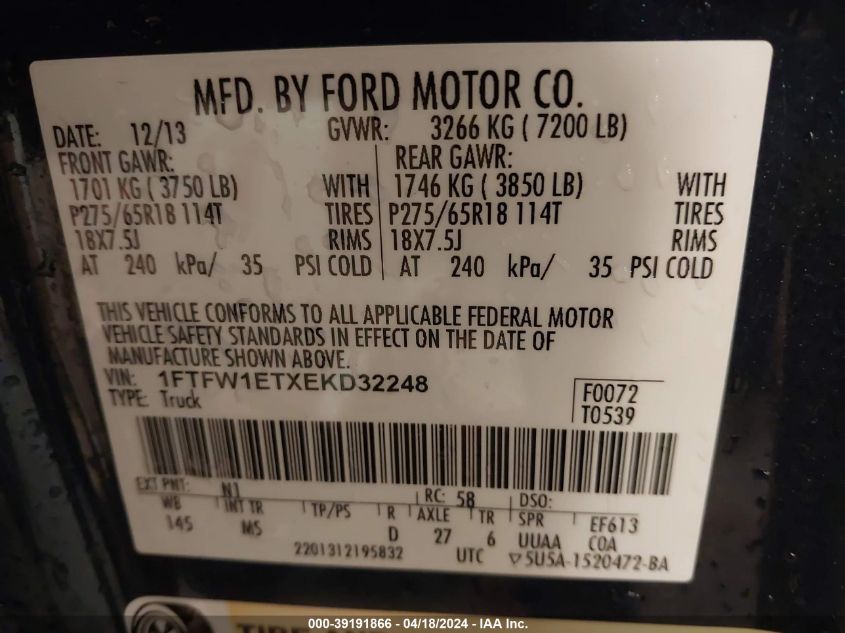 MFD. BY FORD MOTOR CO.
DATE: 12/13 GVWR: 3266 KG ( 7200 LB)
FRONT GAWR: REAR GAWR:
1701 KG ( 3750 LB) WITH 1746 KG ( 3850 LB) WITH
P275/65R18 114T TIRES P275/65R18 114T TIRES
18X7.5J RIMS 18X7.5J RIMS
AT 240 kPa/ 35 PSI COLD AT 240 kPa/ 35 PSI COLD
THIS VEHICLE CONFORMS TO ALL APPLICABLE FEDERAL MOTOR
VEHICLE SAFETY STANDARDS IN EFFECT ON THE DATE OF
MANUFACTURE SHOWN ABOVE.
VIN: 1FTFW1ETXEKD32248
TYPE: Truck
F0072
T0539
EXT PNT: N1 RC: 58 DSO:
WB INT TR TP/PS R AXLE TR SPR EF613
145 MS D 27 6 UUAA COA
2201312195832 UTC ▽5U5A-1520472-BA
000-39191866 - 04/18/2024 - IAA Inc.